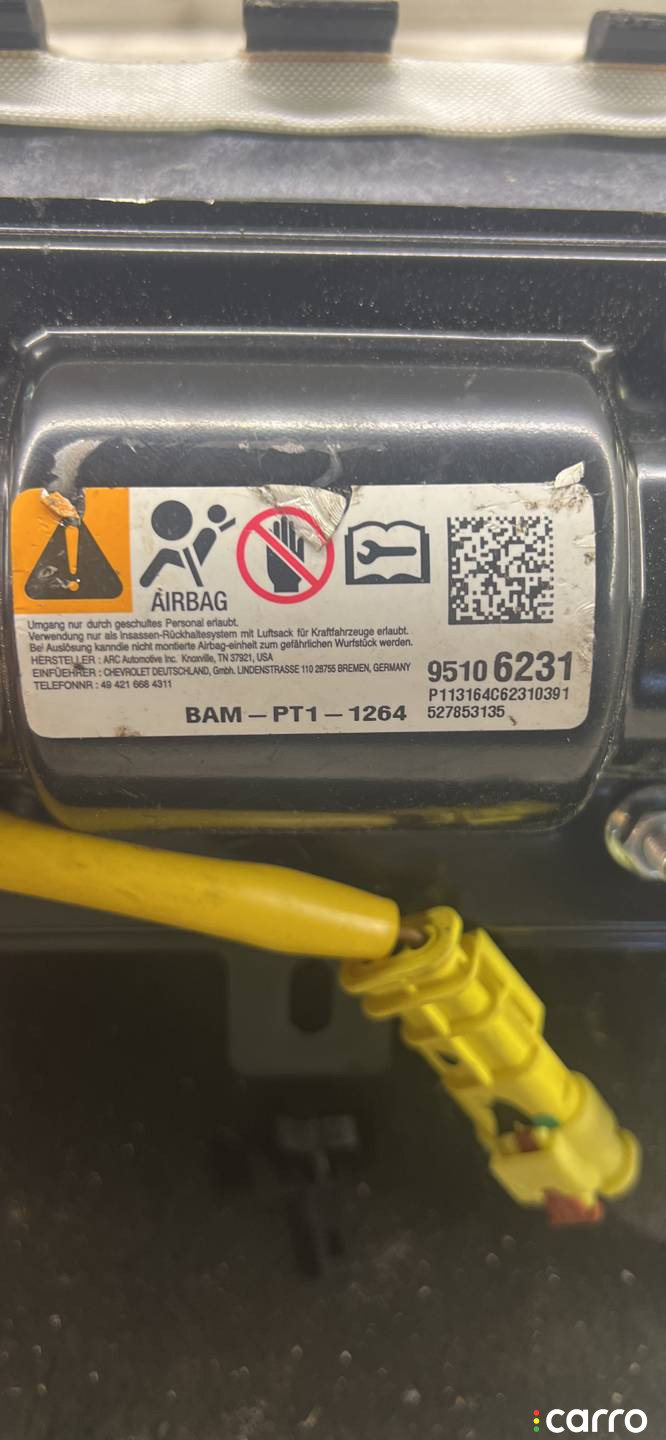 AIRBAG
Umgang nur durch geschultes Personal erlaubt.
Verwendung nur als Insassen-Rückhaltesystem mit Luftsack für Kraftfahrzeuge erlaubt.
Bei Auslösung kanndie nicht montierte Airbag-einheit zum gefährlichen Wurfstück werden.
HERSTELLER : ARC Automotive Inc. Knoxville, TN 37921, USA
EINFÜEHRER : CHEVROLET DEUTSCHLAND, Gmbh. LINDENSTRASSE 110 28755 BREMEN, GERMANY
TELEFONNR : 49 421 668 4311
9510 6231
P113164C62310391
BAM-PT1-1264
527853135
carro